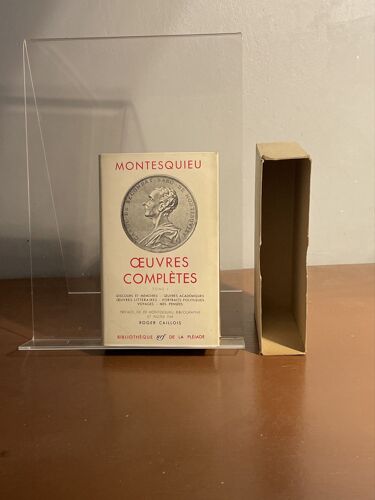 MONTESQUIEU
ŒUVRES
COMPLÈTES
TOME I
DISCOURS ET MÉMOIRES - ŒUVRES ACADÉMIQUES
ŒUVRES LITTÉRAIRES - PORTRAITS POLITIQUES
VOYAGES - MES PENSÉES
ROGER CAILLOIS
BIBLIOTHÈQUE nrf DE LA PLÉIADE